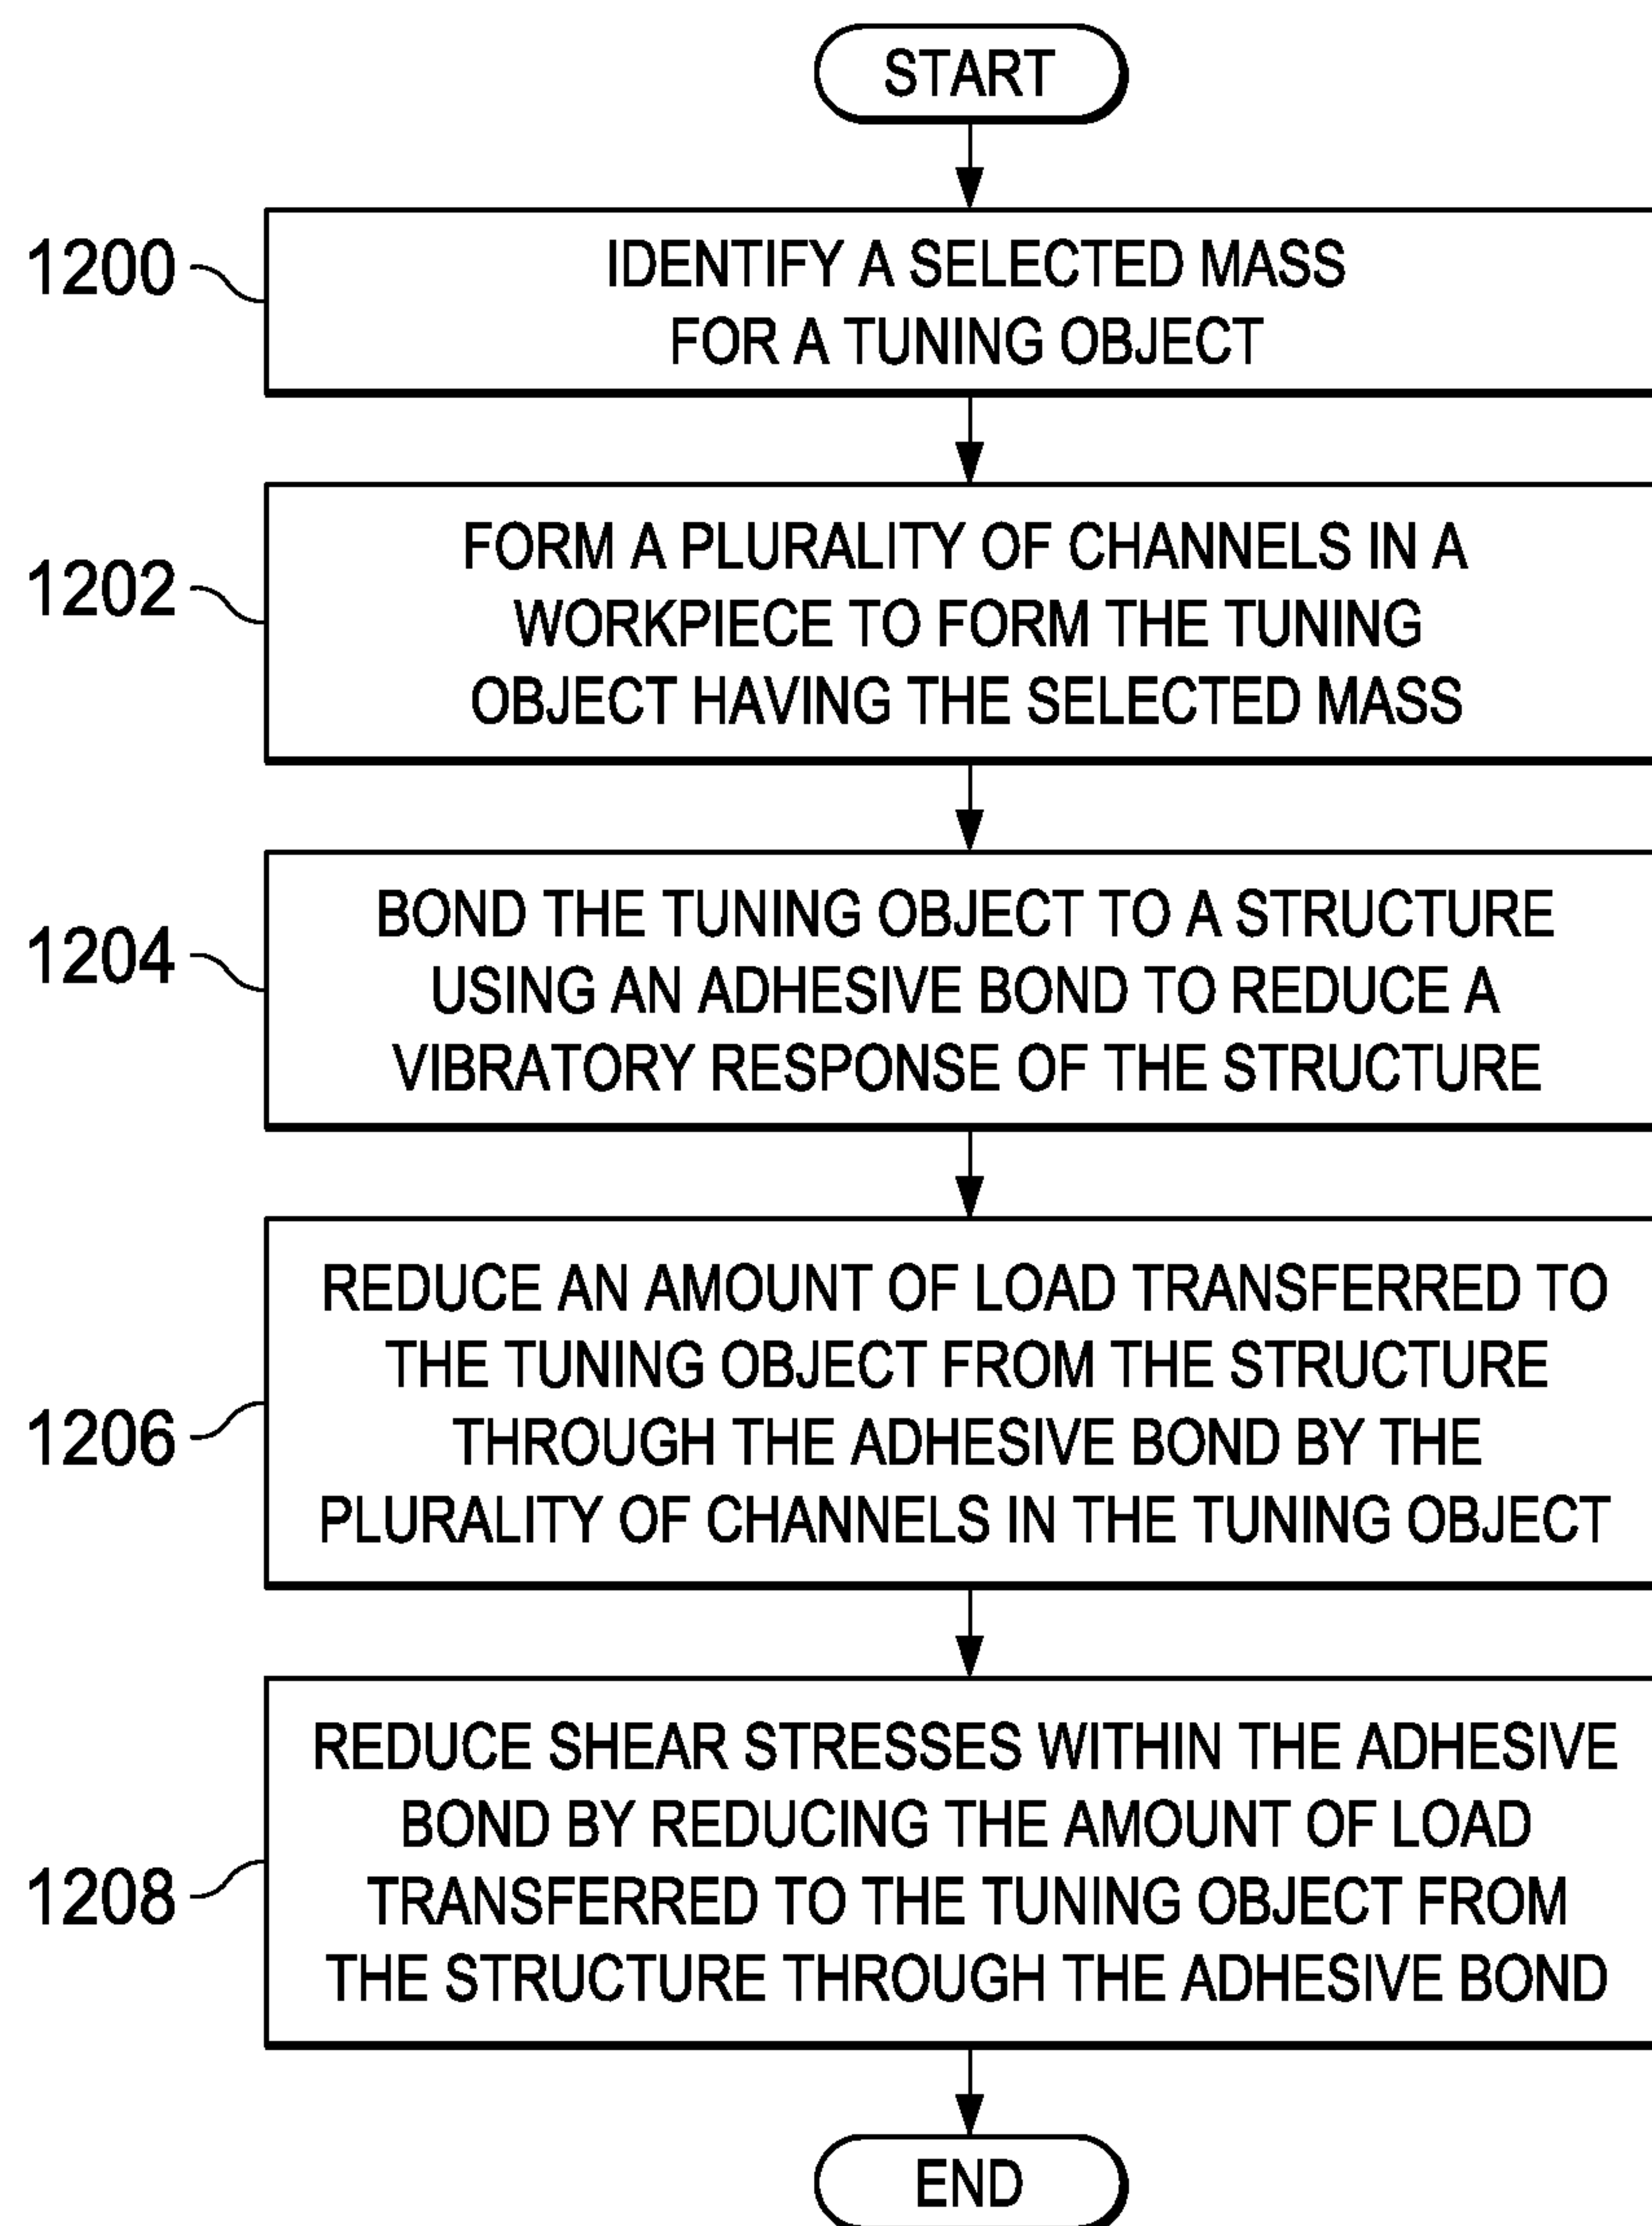 START
1200
IDENTIFY A SELECTED MASS
FOR A TUNING OBJECT
1202
FORM A PLURALITY OF CHANNELS IN A
WORKPIECE TO FORM THE TUNING
OBJECT HAVING THE SELECTED MASS
1204
BOND THE TUNING OBJECT TO A STRUCTURE
USING AN ADHESIVE BOND TO REDUCE A
VIBRATORY RESPONSE OF THE STRUCTURE
1206
REDUCE AN AMOUNT OF LOAD TRANSFERRED TO
THE TUNING OBJECT FROM THE STRUCTURE
THROUGH THE ADHESIVE BOND BY THE
PLURALITY OF CHANNELS IN THE TUNING OBJECT
1208
REDUCE SHEAR STRESSES WITHIN THE ADHESIVE
BOND BY REDUCING THE AMOUNT OF LOAD
TRANSFERRED TO THE TUNING OBJECT FROM
THE STRUCTURE THROUGH THE ADHESIVE BOND
END